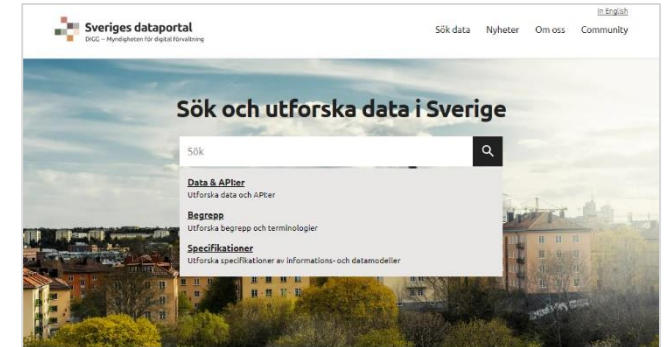 In English
Sveriges dataportal
DIGG – Myndigheten för digital förvaltning
Sök data Nyheter Om oss Community
Sök och utforska data i Sverige
Sök
Data & API:er
Utforska data och API:er
Begrepp
Utforska begrepp och terminologier
Specifikationer
Utforska specifikationer av informations- och datamodeller